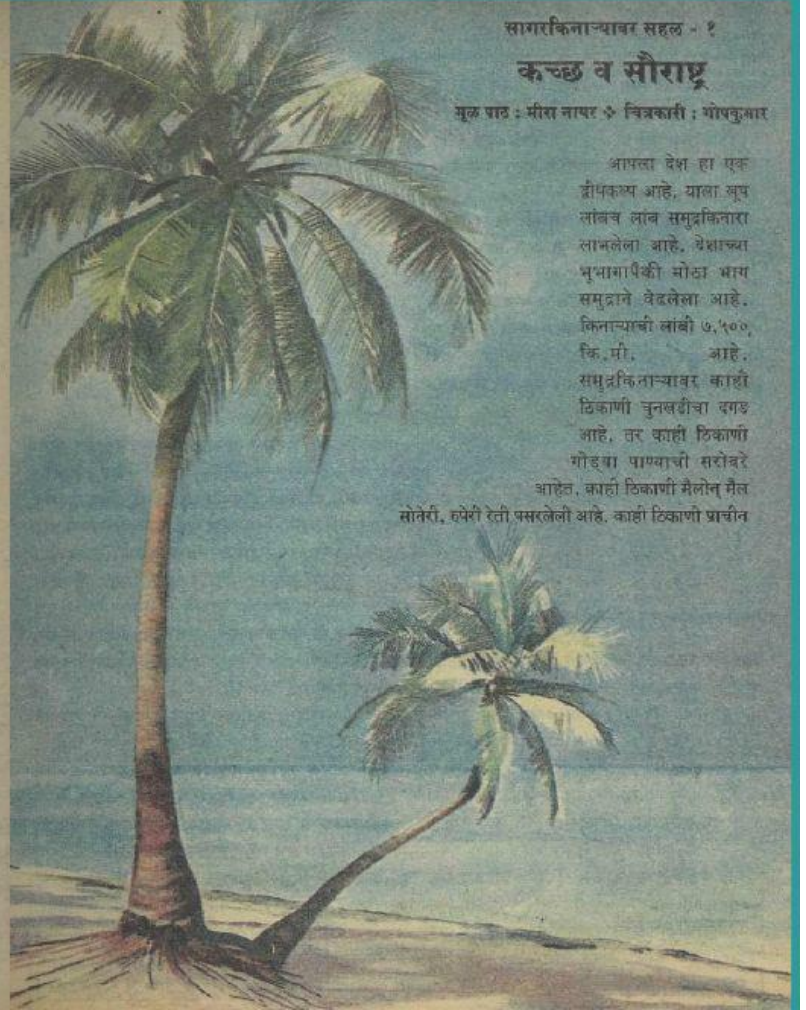 सागरकिनाऱ्यावर सहल - १
कच्छ व सौराष्ट्र
मूळ पाठ : मीरा नायर ❖ चित्रकारी : गोपकुमार
आपला देश हा एक
द्वीपकल्प आहे. याला खूप
लांबच लांब समुद्रकिनारा
लाभलेला आहे. देशाच्या
भूभागापैकी मोठा भाग
समुद्राने वेढलेला आहे.
किनाऱ्याची लांबी ७,५००
कि.मी. आहे.
समुद्रकिनाऱ्यावर काही
ठिकाणी चुनखडीचा दगड
आहे. तर काही ठिकाणी
गोड्या पाण्याची सरोवरे
आहेत. काही ठिकाणी मैलोन् मैल
सोनेरी, रुपेरी रेती पसरलेली आहे. काही ठिकाणी प्राचीन